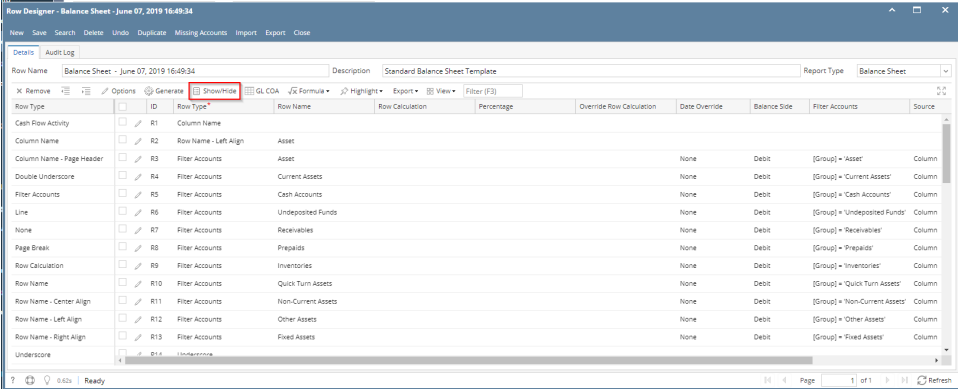 Row Designer - Balance Sheet - June 07, 2019 16:49:34
New Save Search Delete Undo Duplicate Missing Accounts Import Export Close
Details Audit Log
Row Name Balance Sheet - June 07, 2019 16:49:34 Description Standard Balance Sheet Template Report Type Balance Sheet
Remove Options Generate Show/Hide GL COA Formula Highlight Export View Filter (F3)
Row Type ID Row Type* Row Name Row Calculation Percentage Override Row Calculation Date Override Balance Side Filter Accounts Source
Cash Flow Activity R1 Column Name
Column Name R2 Row Name - Left Align Asset
Column Name - Page Header R3 Filter Accounts Asset None Debit [Group] = 'Asset' Column
Double Underscore R4 Filter Accounts Current Assets None Debit [Group] = 'Current Assets' Column
Filter Accounts R5 Filter Accounts Cash Accounts None Debit [Group] = 'Cash Accounts' Column
Line R6 Filter Accounts Undeposited Funds None Debit [Group] = 'Undeposited Funds' Column
None R7 Filter Accounts Receivables None Debit [Group] = 'Receivables' Column
Page Break R8 Filter Accounts Prepaids None Debit [Group] = 'Prepaids' Column
Row Calculation R9 Filter Accounts Inventories None Debit [Group] = 'Inventories' Column
Row Name R10 Filter Accounts Quick Turn Assets None Debit [Group] = 'Quick Turn Assets' Column
Row Name - Center Align R11 Filter Accounts Non-Current Assets None Debit [Group] = 'Non-Current Assets' Column
Row Name - Left Align R12 Filter Accounts Other Assets None Debit [Group] = 'Other Assets' Column
Row Name - Right Align R13 Filter Accounts Fixed Assets None Debit [Group] = 'Fixed Assets' Column
Underscore R14 Underscore
? 0.62s Ready Page 1 of 1 Refresh